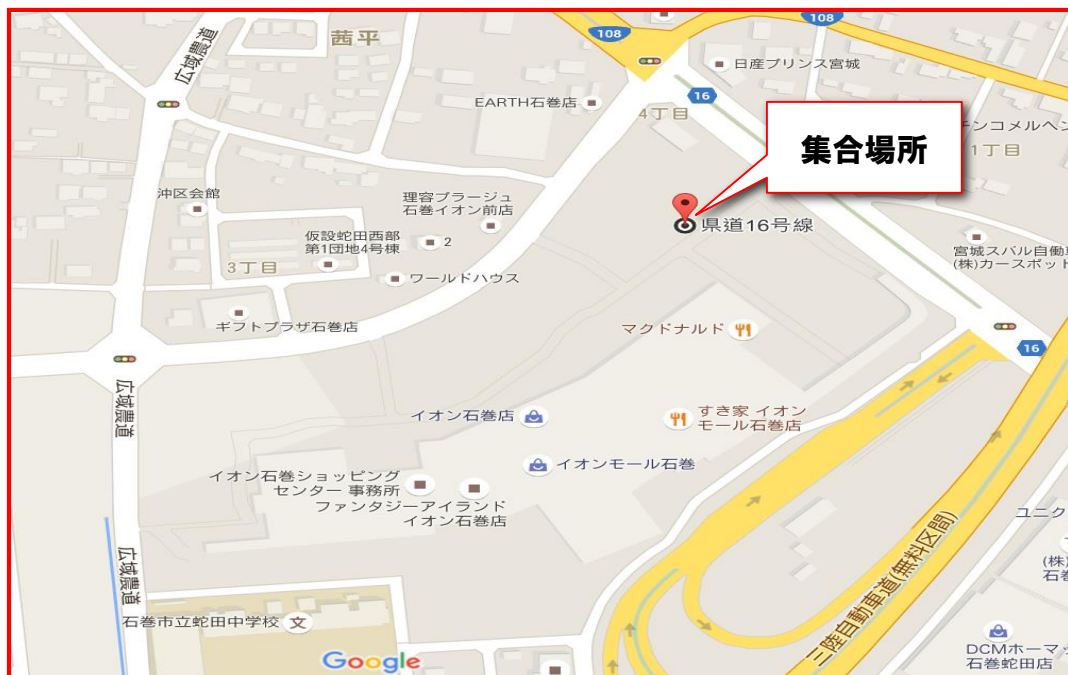 108
108
茜平
広域農道
日産プリンス宮城
EARTH石巻店
16
4丁目
集合場所
チンコメルヘン
1丁目
沖区会館
理容プラージュ
石巻イオン前店
県道16号線
仮設蛇田西部
第1団地4号棟
2
宮城スバル自働車
(株)カースポット
3丁目
ワールドハウス
ギフトプラザ石巻店
マクドナルド
16
広域農道
イオン石巻店
すき家 イオン
モール石巻店
イオンモール石巻
イオン石巻ショッピング
センター 事務所
ファンタジーアイランド
イオン石巻店
ユニク
三陸自動車道(無料区間)
広域農道
(株)
石巻
石巻市立蛇田中学校
文
Google
DCMホーマッ
石巻蛇田店